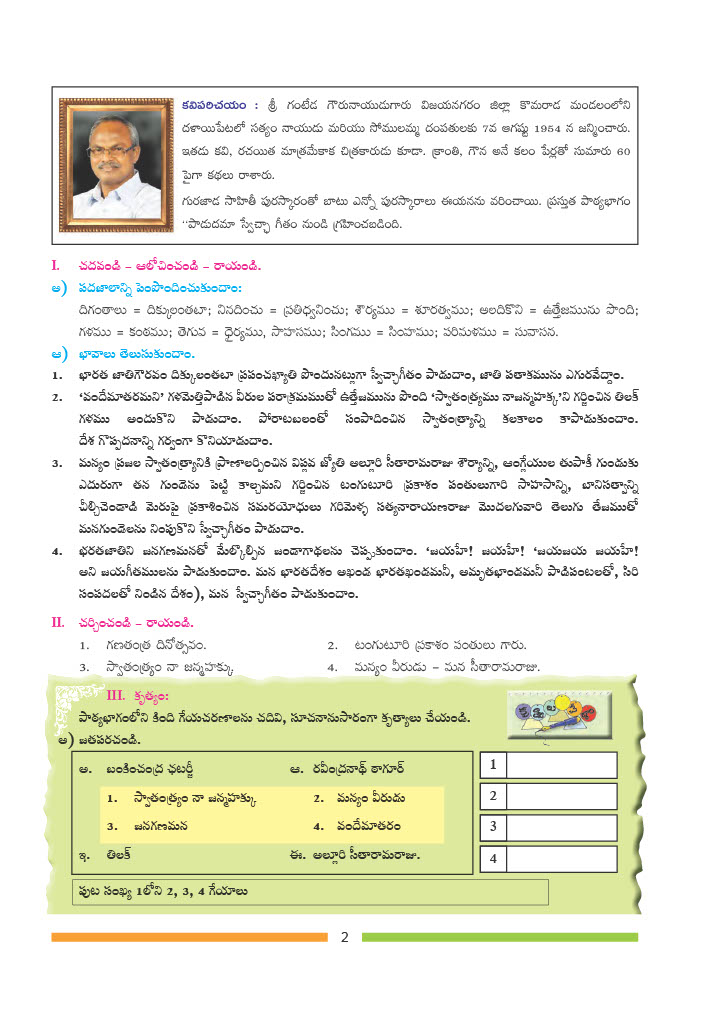 కవిపరిచయం : శ్రీ గంటేడ గౌరునాయుడుగారు విజయనగరం జిల్లా కొమరాడ మండలంలోని
దళాయిపేటలో సత్యం నాయుడు మరియు సోములమ్మ దంపతులకు 7వ ఆగష్టు 1954 న జన్మించారు.
ఇతడు కవి, రచయిత మాత్రమేకాక చిత్రకారుడు కూడా. క్రాంతి, గౌన అనే కలం పేర్లతో సుమారు 60
పైగా కథలు రాశారు.
గురజాడ సాహితీ పురస్కారంతో బాటు ఎన్నో పురస్కారాలు ఈయనను వరించాయి. ప్రస్తుత పాఠ్యభాగం
“పాడుదమా స్వేచ్ఛా గీతం నుండి గ్రహించబడింది.
I. చదవండి – ఆలోచించండి – రాయండి.
అ) పదజాలాన్ని పెంపొందించుకుందాం:
దిగంతాలు = దిక్కులంతటా; నినదించు = ప్రతిధ్వనించు; శౌర్యము = శూరత్వము; అలదికొని = ఉత్తేజమును పొంది;
గళము = కంఠము; తెగువ = ధైర్యము, సాహసము; సింగము = సింహము; పరిమళము = సువాసన.
ఆ) భావాలు తెలుసుకుందాం.
1. భారత జాతిగౌరవం దిక్కులంతటా ప్రపంచఖ్యాతి పొందునట్లుగా స్వేచ్ఛాగీతం పాడుదాం, జాతి పతాకమును ఎగురవేద్దాం.
2. ‘వందేమాతరమని’ గళమెత్తిపాడిన వీరుల పరాక్రమముతో ఉత్తేజమును పొంది ‘స్వాతంత్ర్యము నాజన్మహక్కు’ని గర్జించిన తిలక్
గళము అందుకొని పాడుదాం. పోరాటబలంతో సంపాదించిన స్వాతంత్ర్యాన్ని కలకాలం కాపాడుకుందాం.
దేశ గొప్పదనాన్ని గర్వంగా కొనియాడుదాం.
3. మన్యం ప్రజల స్వాతంత్ర్యానికి ప్రాణాలర్పించిన విప్లవ జ్యోతి అల్లూరి సీతారామరాజు శౌర్యాన్ని, ఆంగ్లేయుల తుపాకీ గుండుకు
ఎదురుగా తన గుండెను పెట్టి కాల్చమని గర్జించిన టంగుటూరి ప్రకాశం పంతులుగారి సాహసాన్ని, బానిసత్వాన్ని
చీల్చిచెండాడి మెరుపై ప్రకాశించిన సమరయోధులు గరిమెళ్ళ సత్యనారాయణరాజు మొదలగువారి తెలుగు తేజముతో
మనగుండెలను నింపుకొని స్వేచ్ఛాగీతం పాడుదాం.
4. భరతజాతిని జనగణమనతో మేల్కొల్పిన జండాగాథలను చెప్పుకుందాం. ‘జయహే! జయహే! ‘జయజయ జయహే!
అని జయగీతములను పాడుకుందాం. మన భారతదేశం అఖండ భారతఖండమనీ, అమృతభాండమనీ పాడిపంటలతో, సిరి
సంపదలతో నిండిన దేశం), మన స్వేచ్ఛాగీతం పాడుకుందాం.
II. చర్చించండి – రాయండి.
1. గణతంత్ర దినోత్సవం. 2. టంగుటూరి ప్రకాశం పంతులు గారు.
3. స్వాతంత్ర్యం నా జన్మహక్కు 4. మన్యం వీరుడు – మన సీతారామరాజు.
III. కృత్యం:
పాఠ్యభాగంలోని కింది గేయచరణాలను చదివి, సూచనానుసారంగా కృత్యాలు చేయండి.
అ) జతపరచండి.
అ. బంకించంద్ర ఛటర్జీ ఆ. రవీంద్రనాథ్ ఠాగూర్ 1
1. స్వాతంత్ర్యం నా జన్మహక్కు 2. మన్యం వీరుడు 2
3. జనగణమన 4. వందేమాతరం 3
ఇ. తిలక్ ఈ. అల్లూరి సీతారామరాజు. 4
పుట సంఖ్య 1లోని 2, 3, 4 గేయాలు
2